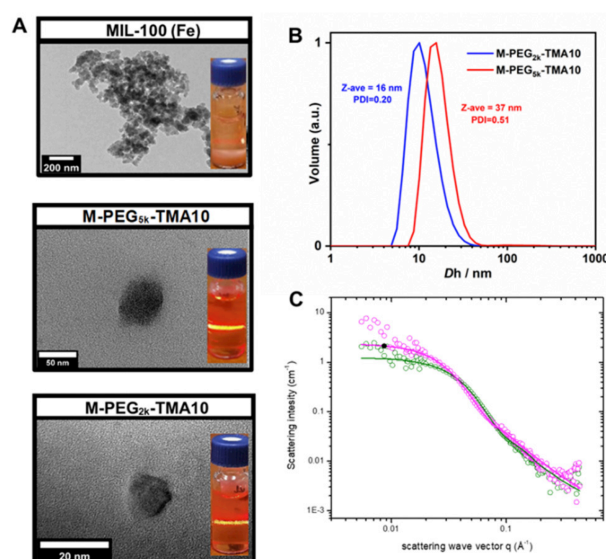 A
MIL-100 (Fe)
200 nm
M-PEG5k-TMA10
50 nm
M-PEG2k-TMA10
20 nm
B
M-PEG2k-TMA10
M-PEG5k-TMA10
Z-ave = 16 nm
PDI=0.20
Z-ave = 37 nm
PDI=0.51
Volume (a.u.)
1
0
1 10 100 1000 10000
Dh / nm
C
10
1
0.1
0.01
1E-3
Scattering intesity (cm⁻¹)
0.01 0.1
scattering wave vector q (Å⁻¹)